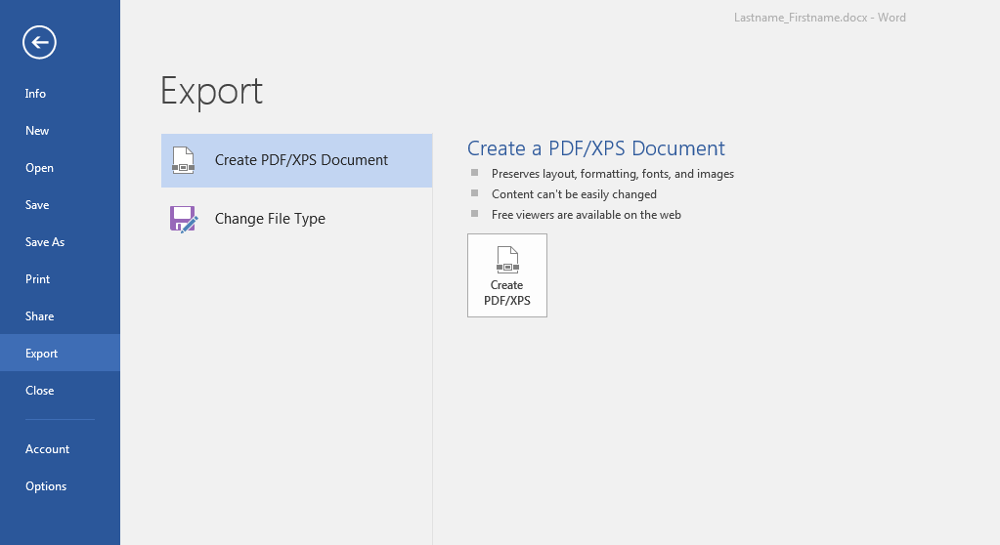 Lastname_Firstname.docx - Word
Info
New
Open
Save
Save As
Print
Share
Export
Close
Account
Options
Export
Create PDF/XPS Document
Change File Type
Create a PDF/XPS Document
Preserves layout, formatting, fonts, and images
Content can't be easily changed
Free viewers are available on the web
Create
PDF/XPS